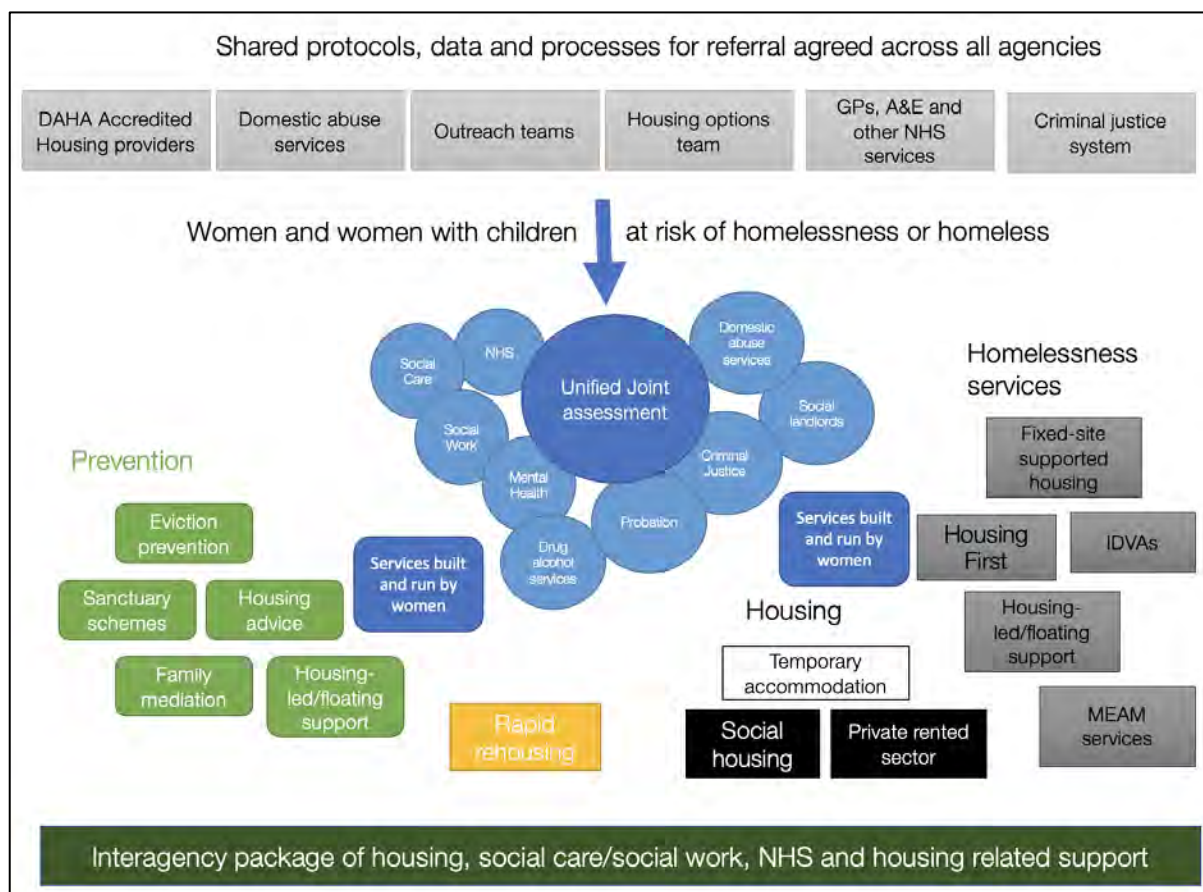 Shared protocols, data and processes for referral agreed across all agencies
DAHA Accredited
Housing providers
Domestic abuse
services
Outreach teams
Housing options
team
GPs, A&E and
other NHS
services
Criminal justice
system
Women and women with children
at risk of homelessness or homeless
Social
Care
NHS
Unified Joint
assessment
Domestic
abuse
services
Social
landlords
Social
Work
Mental
Health
Criminal
Justice
Probation
Drug
alcohol
services
Prevention
Eviction
prevention
Sanctuary
schemes
Housing
advice
Family
mediation
Housing-
led/floating
support
Services built
and run by
women
Rapid
rehousing
Services built
and run by
women
Housing
Temporary
accommodation
Social
housing
Private rented
sector
Homelessness
services
Fixed-site
supported
housing
Housing
First
IDVAs
Housing-
led/floating
support
MEAM
services
Interagency package of housing, social care/social work, NHS and housing related support